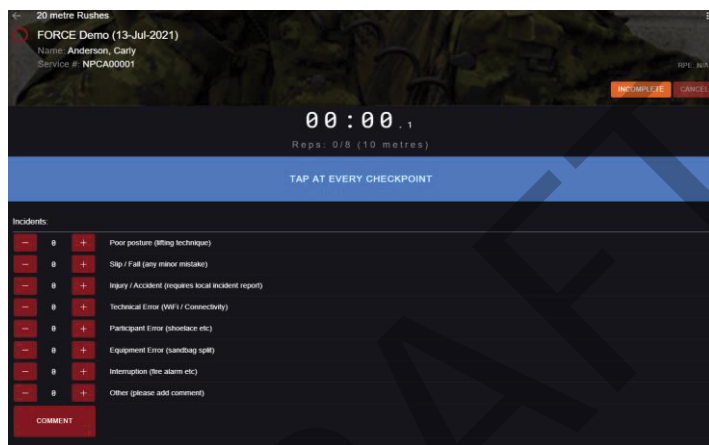 ← 20 metre Rushes
FORCE Demo (13-Jul-2021)
Name: Anderson, Carly
Service #: NPCA00001
RPE: N/A
INCOMPLETE CANCEL
00:00.1
Reps: 0/8 (10 metres)
TAP AT EVERY CHECKPOINT
Incidents:
− 0 + Poor posture (lifting technique)
− 0 + Slip / Fall (any minor mistake)
− 0 + Injury / Accident (requires local incident report)
− 0 + Technical Error (WiFi / Connectivity)
− 0 + Participant Error (shoelace etc)
− 0 + Equipment Error (sandbag split)
− 0 + Interruption (fire alarm etc)
− 0 + Other (please add comment)
COMMENT